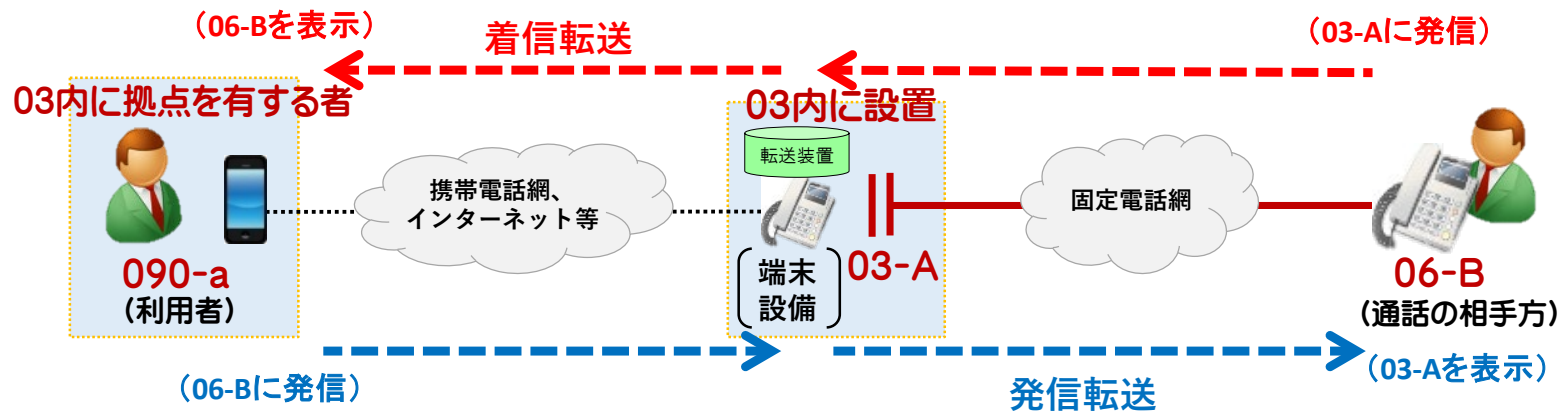 （06-Bを表示）
着信転送
（03-Aに発信）
03内に拠点を有する者
03内に設置
転送装置
携帯電話網、
インターネット等
固定電話網
090-a
（利用者）
端末
設備
03-A
06-B
（通話の相手方）
（06-Bに発信）
発信転送
（03-Aを表示）